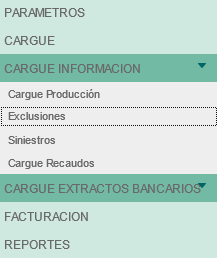 PARAMETROS
CARGUE
CARGUE INFORMACION
Cargue Producción
Exclusiones
Siniestros
Cargue Recaudos
CARGUE EXTRACTOS BANCARIOS
FACTURACION
REPORTES